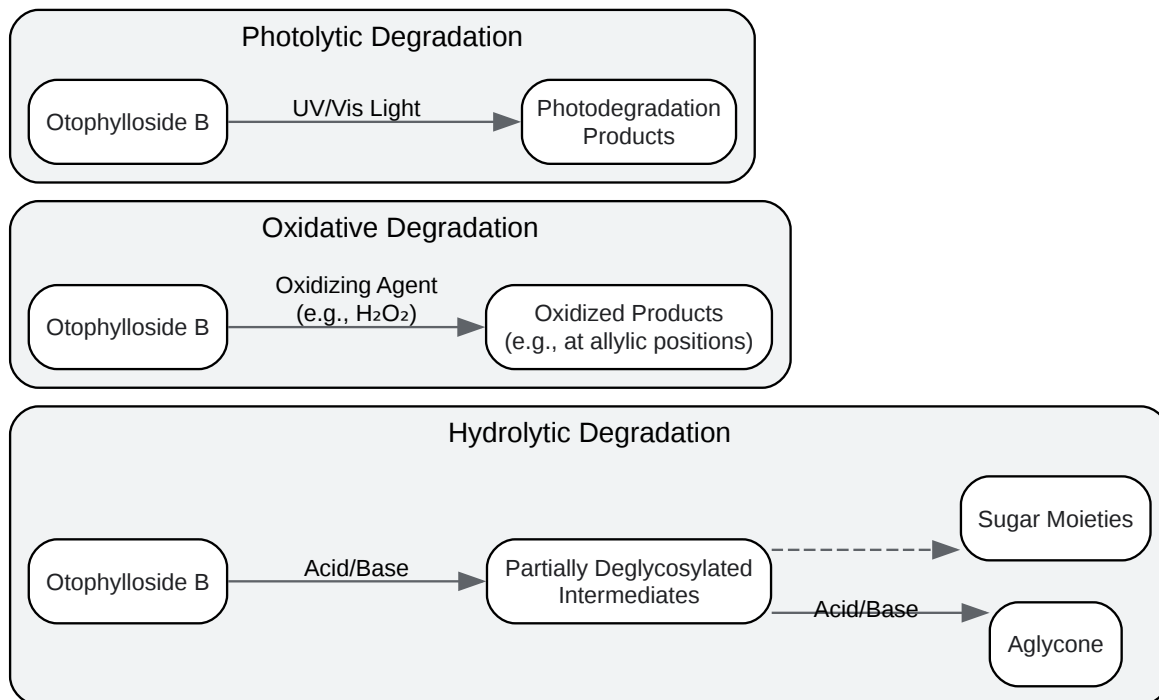 Photolytic Degradation
Otophylloside B
UV/Vis Light
Photodegradation
Products
Oxidative Degradation
Otophylloside B
Oxidizing Agent
(e.g., H₂O₂)
Oxidized Products
(e.g., at allylic positions)
Hydrolytic Degradation
Otophylloside B
Acid/Base
Partially Deglycosylated
Intermediates
Sugar Moieties
Acid/Base
Aglycone